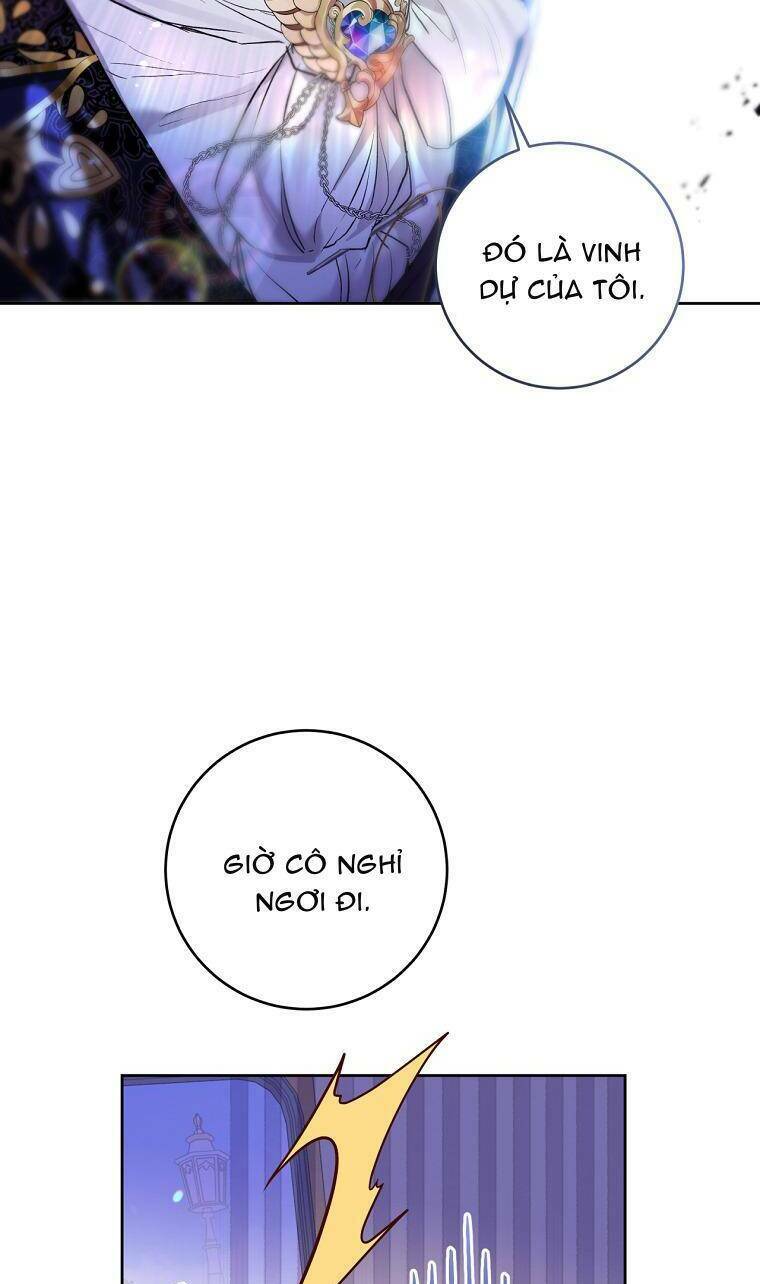 ĐÓ LÀ VINH
DỰ CỦA TÔI.
GIỜ CÔ NGHỈ
NGƠI ĐI.